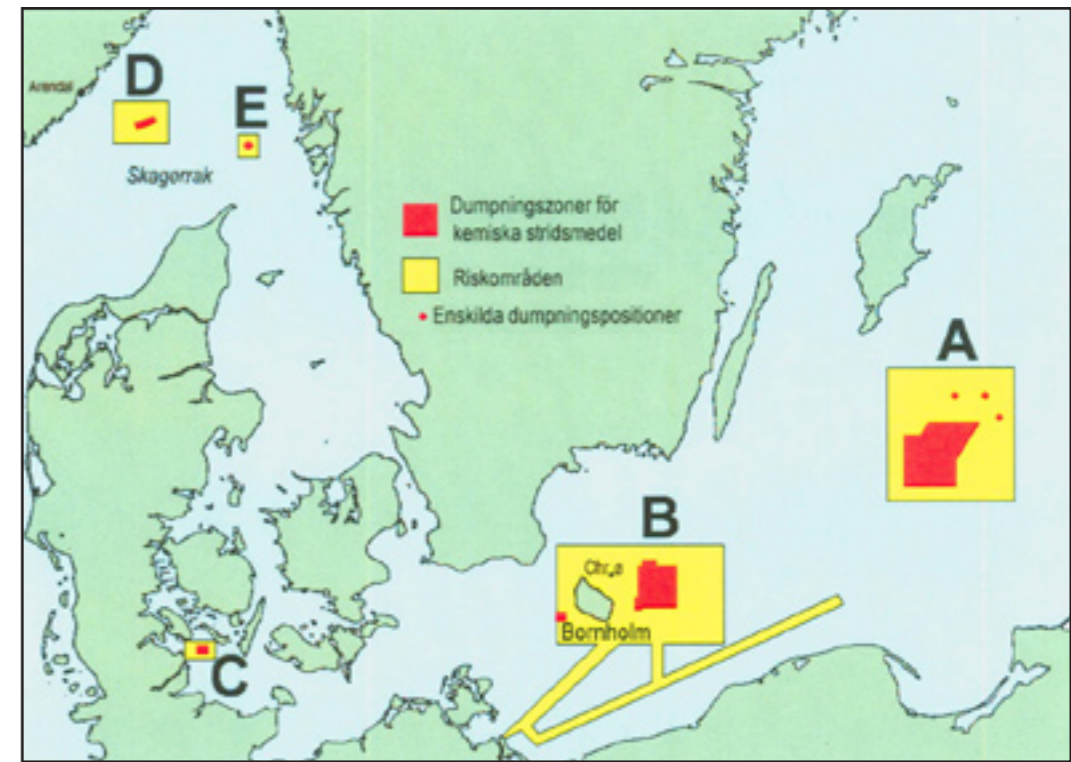 D
Arendal
E
Skagerrak
Dumpningszoner för
kemiska stridsmedel
Riskområden
Enskilda dumpningspositioner
A
B
Bornholm
C